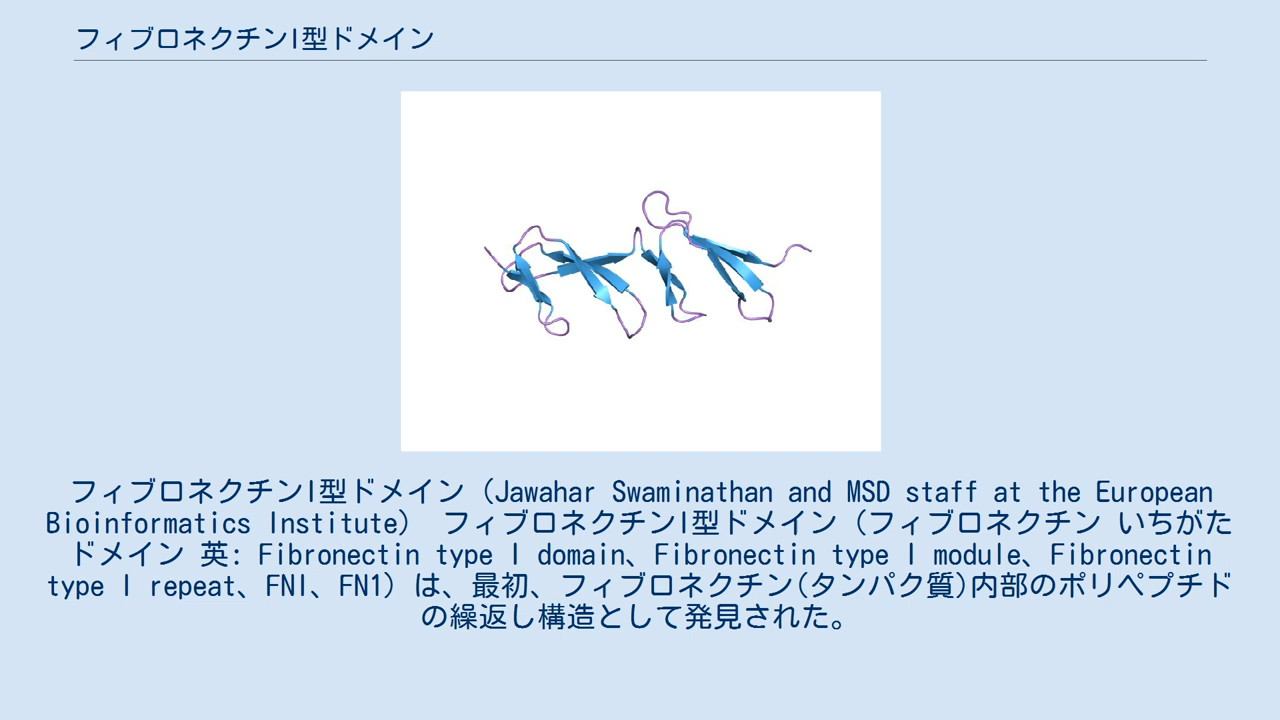 フィブロネクチンI型ドメイン
フィブロネクチンI型ドメイン（Jawahar Swaminathan and MSD staff at the European
Bioinformatics Institute） フィブロネクチンI型ドメイン（フィブロネクチン いちがた
ドメイン 英: Fibronectin type I domain、Fibronectin type I module、Fibronectin
type I repeat、FNI、FN1）は、最初、フィブロネクチン(タンパク質)内部のポリペプチド
の繰返し構造として発見された。